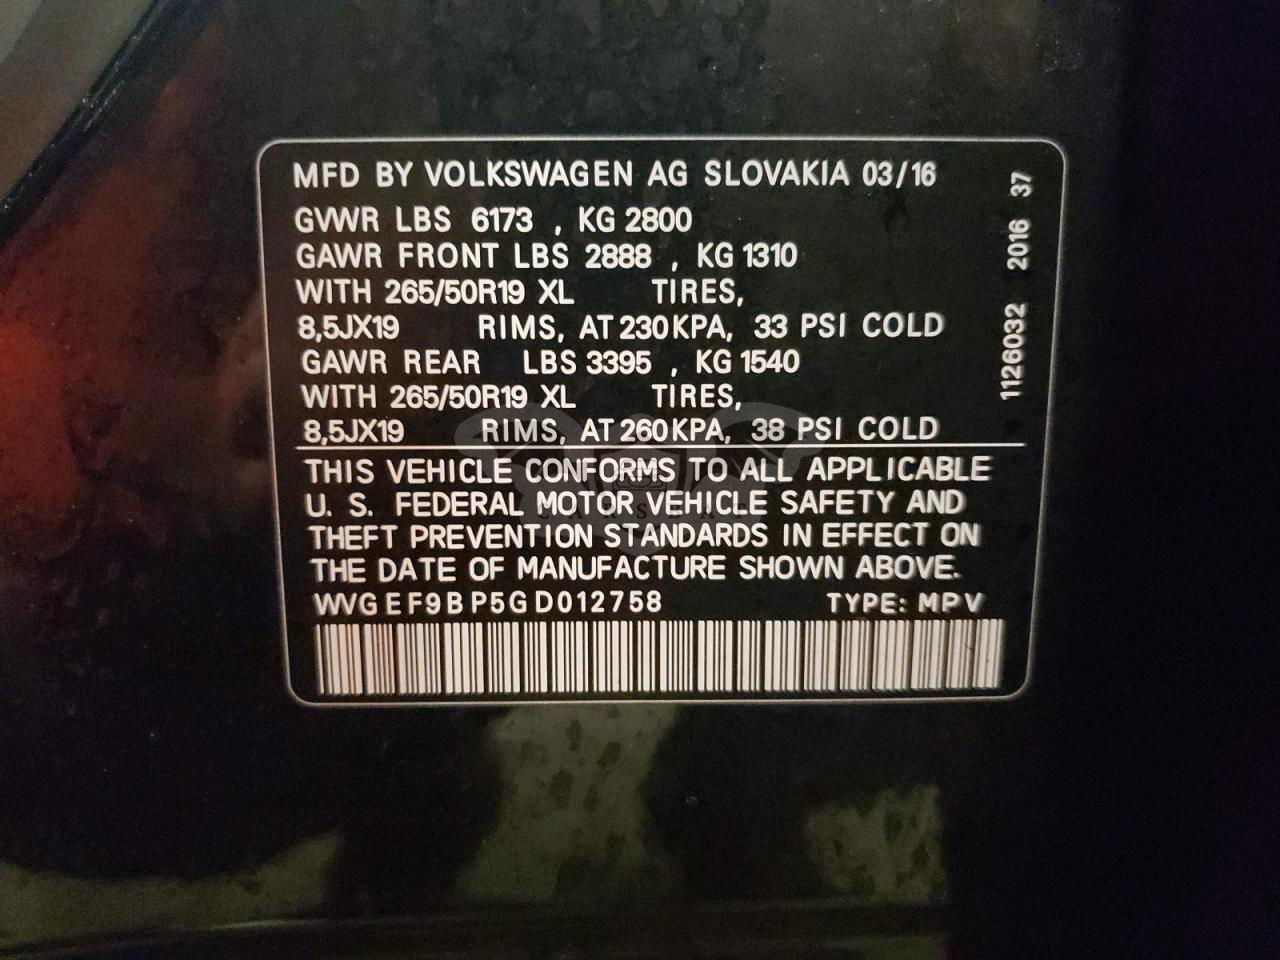 MFD BY VOLKSWAGEN AG SLOVAKIA 03/16
GVWR LBS 6173 , KG 2800
GAWR FRONT LBS 2888 , KG 1310
WITH 265/50R19 XL TIRES,
8,5JX19 RIMS, AT 230KPA, 33 PSI COLD
GAWR REAR LBS 3395 , KG 1540
WITH 265/50R19 XL TIRES,
8,5JX19 RIMS, AT 260KPA, 38 PSI COLD
THIS VEHICLE CONFORMS TO ALL APPLICABLE
U. S. FEDERAL MOTOR VEHICLE SAFETY AND
THEFT PREVENTION STANDARDS IN EFFECT ON
THE DATE OF MANUFACTURE SHOWN ABOVE.
WVGEF9BP5GD012758 TYPE: MPV
1126032 2016 37